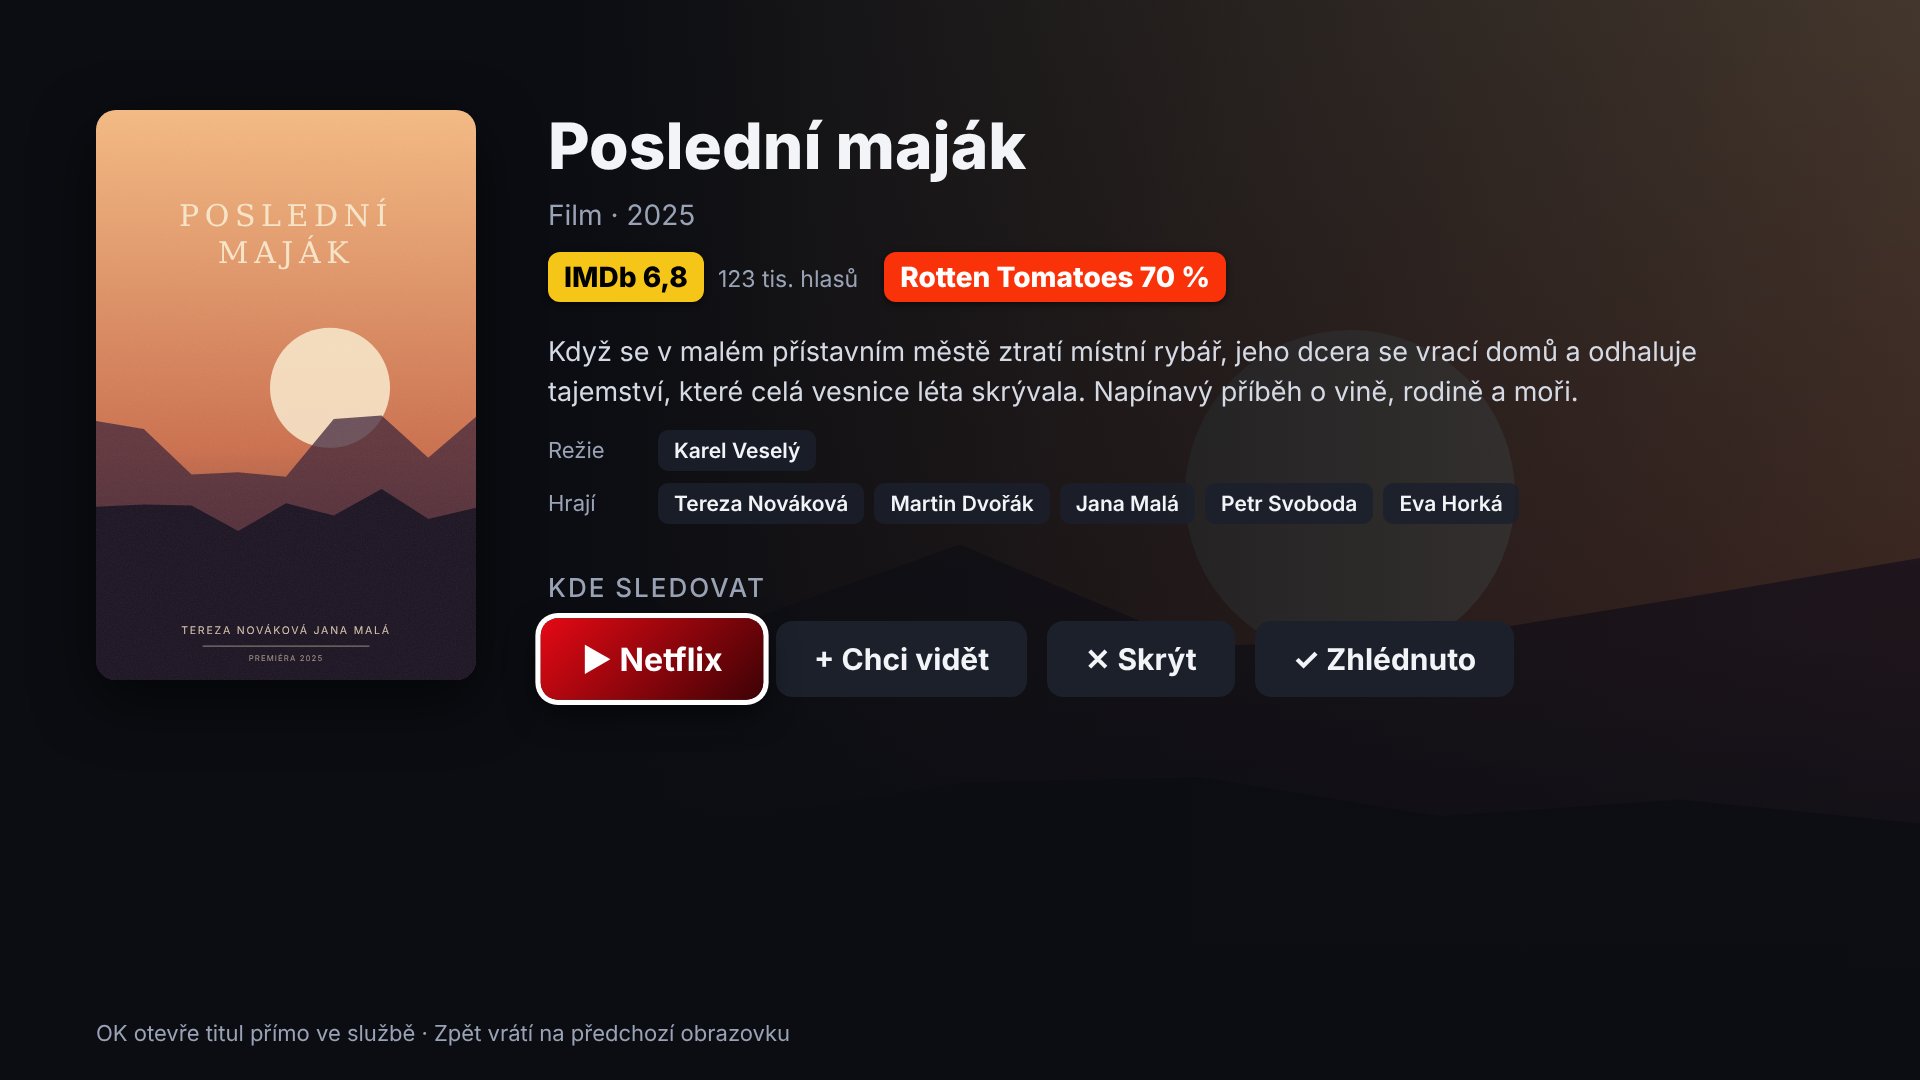 POSLEDNÍ
MAJÁK
TEREZA NOVÁKOVÁ JANA MALÁ
PREMIÉRA 2025
Poslední maják
Film · 2025
IMDb 6,8 123 tis. hlasů Rotten Tomatoes 70 %
Když se v malém přístavním městě ztratí místní rybář, jeho dcera se vrací domů a odhaluje
tajemství, které celá vesnice léta skrývala. Napínavý příběh o vině, rodině a moři.
Režie Karel Veselý
Hrají Tereza Nováková Martin Dvořák Jana Malá Petr Svoboda Eva Horká
KDE SLEDOVAT
▶ Netflix + Chci vidět ✕ Skrýt ✓ Zhlédnuto
OK otevře titul přímo ve službě · Zpět vrátí na předchozí obrazovku